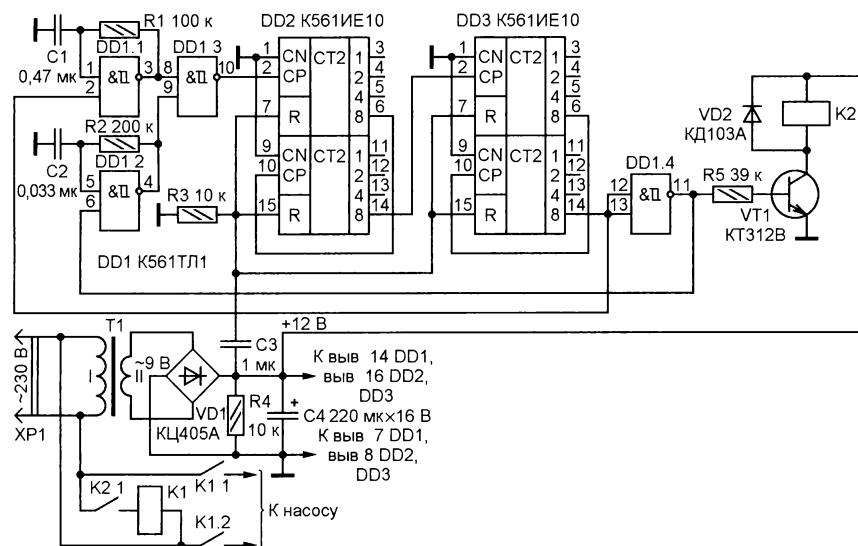 R1 100 к
DD2 К561ИЕ10
DD3 К561ИЕ10
C1
0,47 мк
DD1.1
DD1 3
1
2
&
3
8
9
&
10
R2 200 к
C2
0,033 мк
DD1 2
5
6
&
4
R3 10 к
DD1 К561ТЛ1
1
2
7
9
10
15
CN
CP
R
CN
CP
R
CT2
CT2
1
2
4
8
1
2
4
8
3
4
5
6
11
12
13
14
1
2
7
9
10
15
CN
CP
R
CN
CP
R
CT2
CT2
1
2
4
8
1
2
4
8
3
4
5
6
11
12
13
14
DD1.4
12
13
&
11
R5 39 к
VD2
КД103А
K2
VT1
КТ312В
T1
~230 В
I
II
~9 В
XP1
VD1
КЦ405А
C3
1 мк
+12 В
R4
10 к
+
C4 220 мк×16 В
К выв 14 DD1,
выв 16 DD2,
DD3
К выв 7 DD1,
выв 8 DD2,
DD3
K2 1
K1
K1 1
K1.2
К насосу